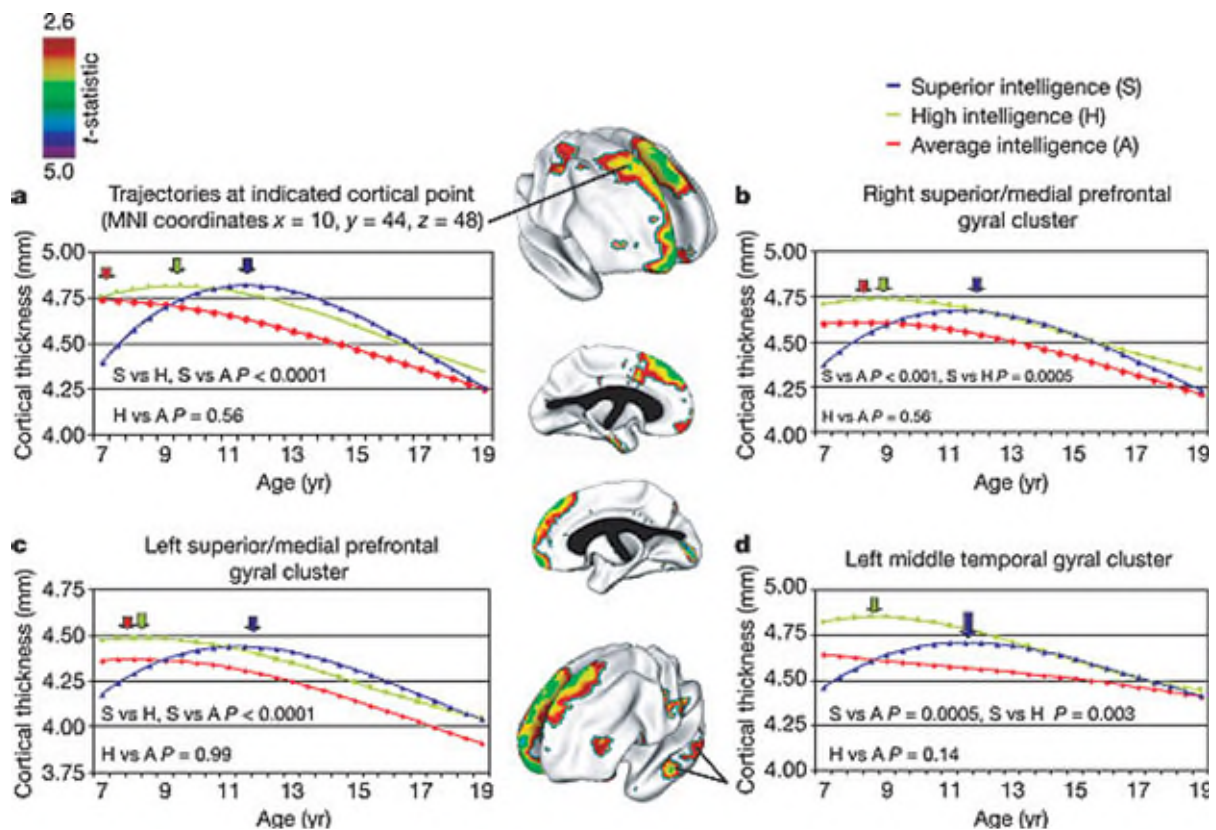 2.6
t-statistic
5.0
Superior intelligence (S)
High intelligence (H)
Average intelligence (A)
a
Trajectories at indicated cortical point
(MNI coordinates x = 10, y = 44, z = 48)
Cortical thickness (mm)
5.00
4.75
4.50
4.25
4.00
S vs H, S vs A P < 0.0001
H vs A P = 0.56
7 9 11 13 15 17 19
Age (yr)
b
Right superior/medial prefrontal
gyral cluster
Cortical thickness (mm)
5.00
4.75
4.50
4.25
4.00
S vs A P < 0.001, S vs H P = 0.0005
H vs A P = 0.56
7 9 11 13 15 17 19
Age (yr)
c
Left superior/medial prefrontal
gyral cluster
Cortical thickness (mm)
4.75
4.50
4.25
4.00
3.75
S vs H, S vs A P < 0.0001
H vs A P = 0.99
7 9 11 13 15 17 19
Age (yr)
d
Left middle temporal gyral cluster
Cortical thickness (mm)
5.00
4.75
4.50
4.25
4.00
S vs A P = 0.0005, S vs H P = 0.003
H vs A P = 0.14
7 9 11 13 15 17 19
Age (yr)